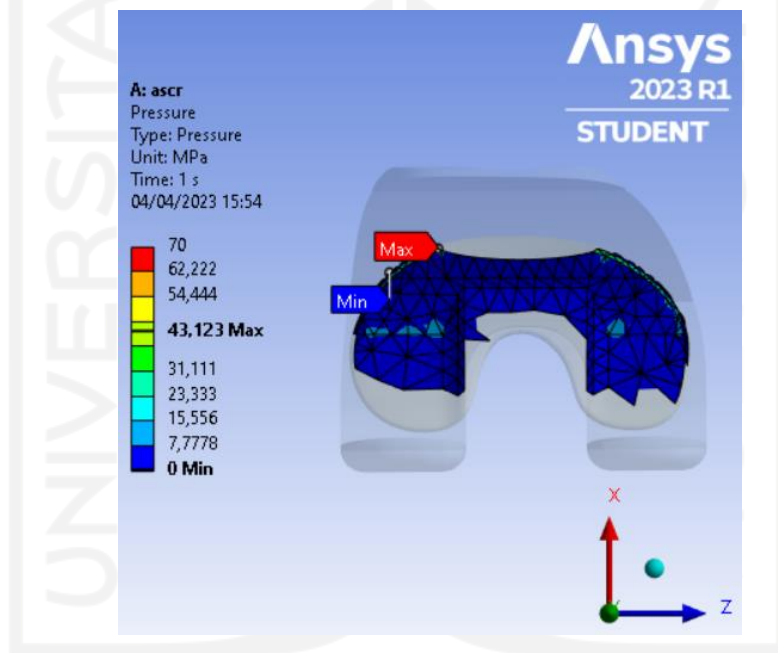 Ansys
2023 R1
STUDENT
A: ascr
Pressure
Type: Pressure
Unit: MPa
Time: 1 s
04/04/2023 15:54
70
62,222
54,444
43,123 Max
31,111
23,333
15,556
7,7778
0 Min
Max
Min
X
Z
UNIVERSITA